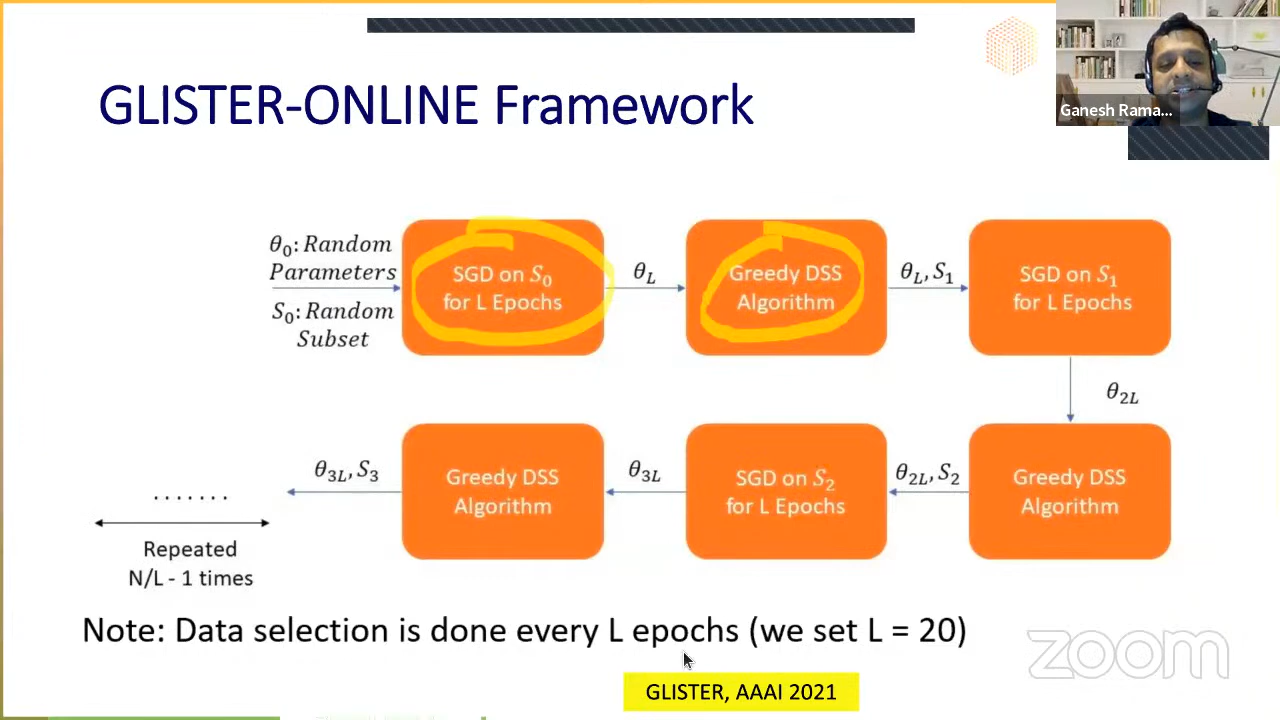 GLISTER-ONLINE Framework
Ganesh Rama...
θ₀: Random
Parameters
S₀: Random
Subset
SGD on S₀
for L Epochs
θ_L
Greedy DSS
Algorithm
θ_L, S₁
SGD on S₁
for L Epochs
θ_2L
Greedy DSS
Algorithm
θ_2L, S₂
SGD on S₂
for L Epochs
θ_3L
Greedy DSS
Algorithm
θ_3L, S₃
.......
Repeated
N/L - 1 times
Note: Data selection is done every L epochs (we set L = 20)
zoom
GLISTER, AAAI 2021